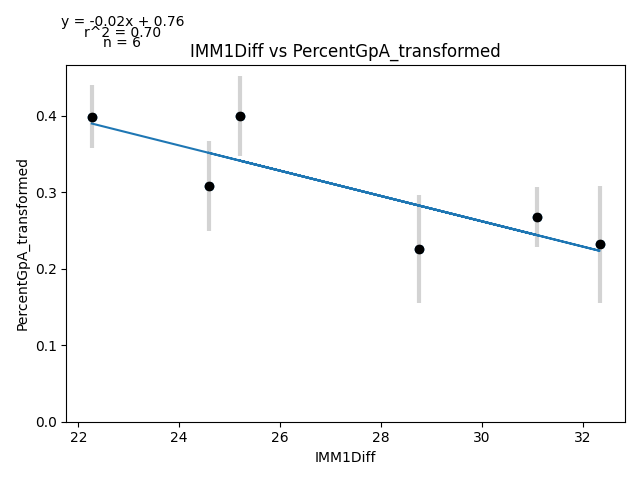 y = -0.02x + 0.76
r^2 = 0.70
n = 6
IMM1Diff vs PercentGpA_transformed
PercentGpA_transformed
0.4
0.3
0.2
0.1
0.0
22 24 26 28 30 32
IMM1Diff